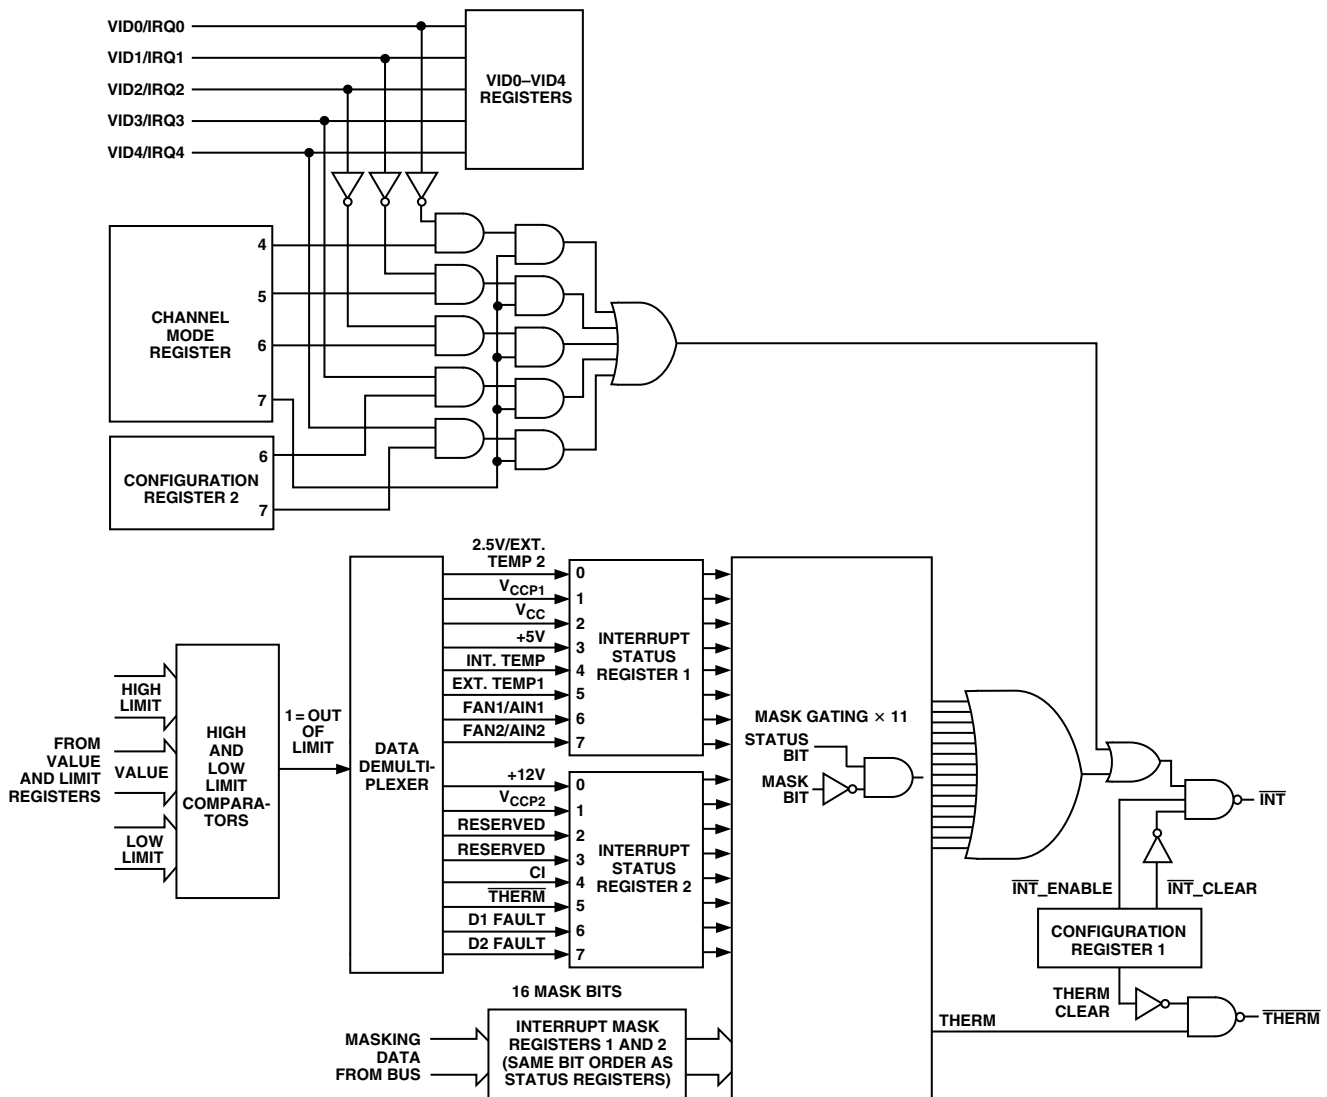 VID0/IRQ0
VID1/IRQ1
VID2/IRQ2
VID3/IRQ3
VID4/IRQ4
VID0–VID4
REGISTERS
CHANNEL
MODE
REGISTER
4
5
6
7
CONFIGURATION
REGISTER 2
6
7
FROM
VALUE
AND LIMIT
REGISTERS
HIGH
LIMIT
VALUE
LOW
LIMIT
HIGH
AND
LOW
LIMIT
COMPARA-
TORS
1 = OUT
OF
LIMIT
DATA
DEMULTI-
PLEXER
2.5V/EXT.
TEMP 2
VCCP1
VCC
+5V
INT. TEMP
EXT. TEMP1
FAN1/AIN1
FAN2/AIN2
0
1
2
3
4
5
6
7
INTERRUPT
STATUS
REGISTER 1
+12V
VCCP2
RESERVED
RESERVED
CI
T̅H̅E̅R̅M̅
D1 FAULT
D2 FAULT
0
1
2
3
4
5
6
7
INTERRUPT
STATUS
REGISTER 2
MASK GATING × 11
STATUS
BIT
MASK
BIT
16 MASK BITS
MASKING
DATA
FROM BUS
INTERRUPT MASK
REGISTERS 1 AND 2
(SAME BIT ORDER AS
STATUS REGISTERS)
I̅N̅T̅
I̅N̅T̅_ENABLE
I̅N̅T̅_CLEAR
CONFIGURATION
REGISTER 1
THERM
CLEAR
THERM
T̅H̅E̅R̅M̅